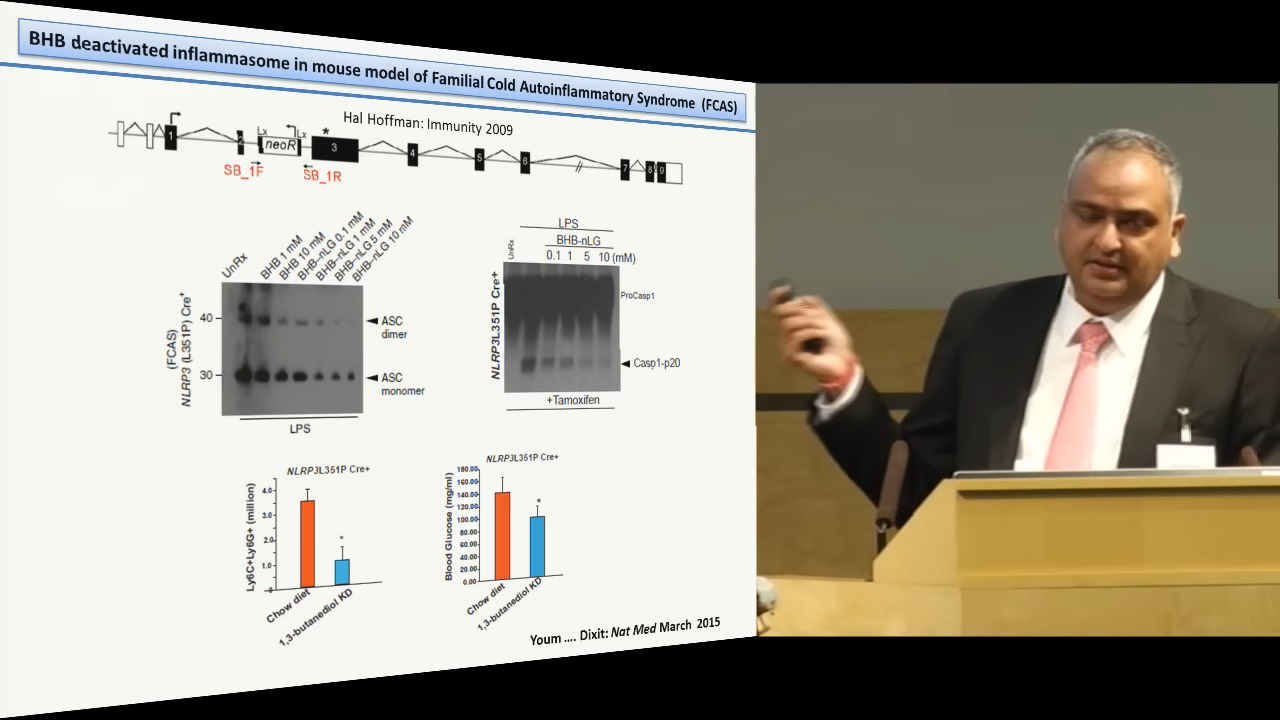 BHB deactivated inflammasome in mouse model of Familial Cold Autoinflammatory Syndrome (FCAS)
Hal Hoffman: Immunity 2009
1 2 Lx neoR Lx * 3 4 5 6 // 7 8 9
SB_1F SB_1R
UnRx
BHB 1 mM
BHB 10 mM
BHB-nLG 0.1 mM
BHB-nLG 1 mM
BHB-nLG 5 mM
BHB-nLG 10 mM
(FCAS)
NLRP3 (L351P) Cre+
40
30
ASC
dimer
ASC
monomer
LPS
LPS
BHB-nLG
UnRx
0.1 1 5 10 (mM)
NLRP3L351P Cre+
ProCasp1
Casp1-p20
+Tamoxifen
NLRP3L351P Cre+
Ly6C+Ly6G+ (million)
4.0
3.0
2.0
1.0
0
*
Chow diet
1,3-butanediol KD
NLRP3L351P Cre+
Blood Glucose (mg/ml)
180.00
160.00
140.00
120.00
100.00
80.00
60.00
40.00
20.00
0.00
*
Chow diet
1,3-butanediol KD
Youm .... Dixit: Nat Med March 2015